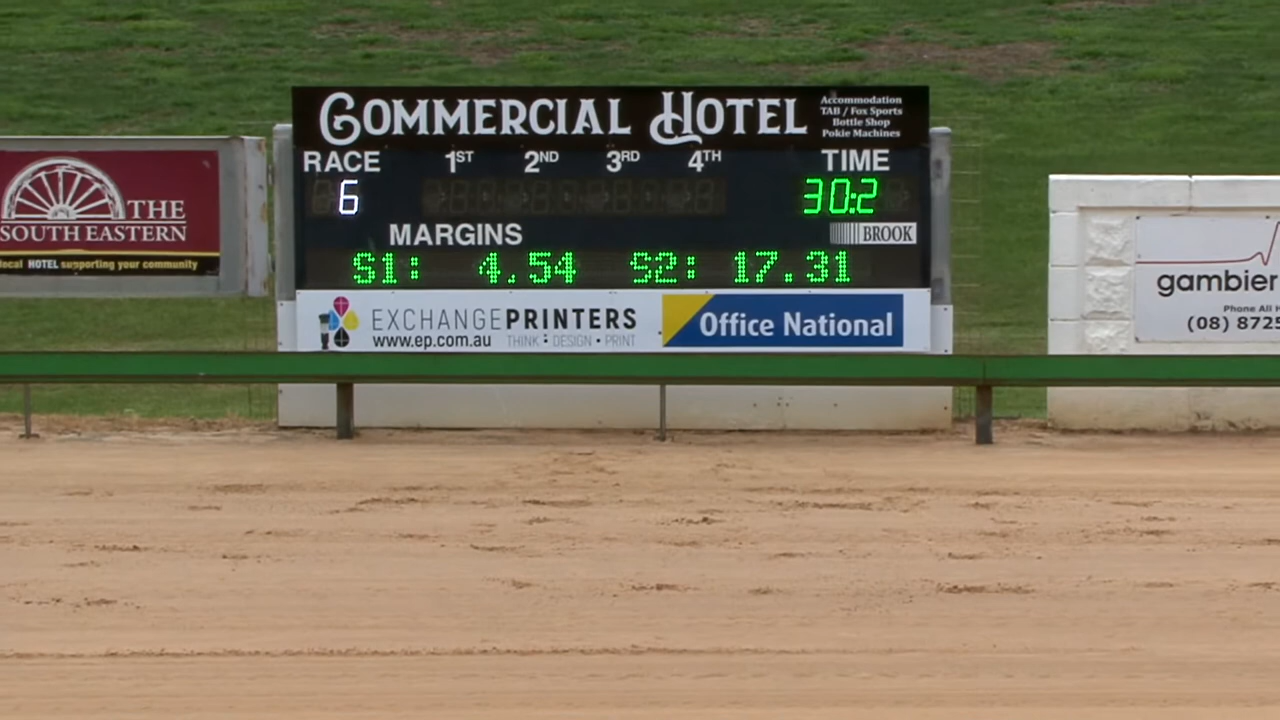 COMMERCIAL HOTEL
Accommodation
TAB / Fox Sports
Bottle Shop
Pokie Machines
RACE 1ST 2ND 3RD 4TH TIME
6 30:2
MARGINS
BROOK
S1: 4.54 S2: 17.31
EXCHANGEPRINTERS
www.ep.com.au THINK • DESIGN • PRINT
Office National
THE
SOUTH EASTERN
local HOTEL supporting your community
gambier
Phone All H
(08) 8725